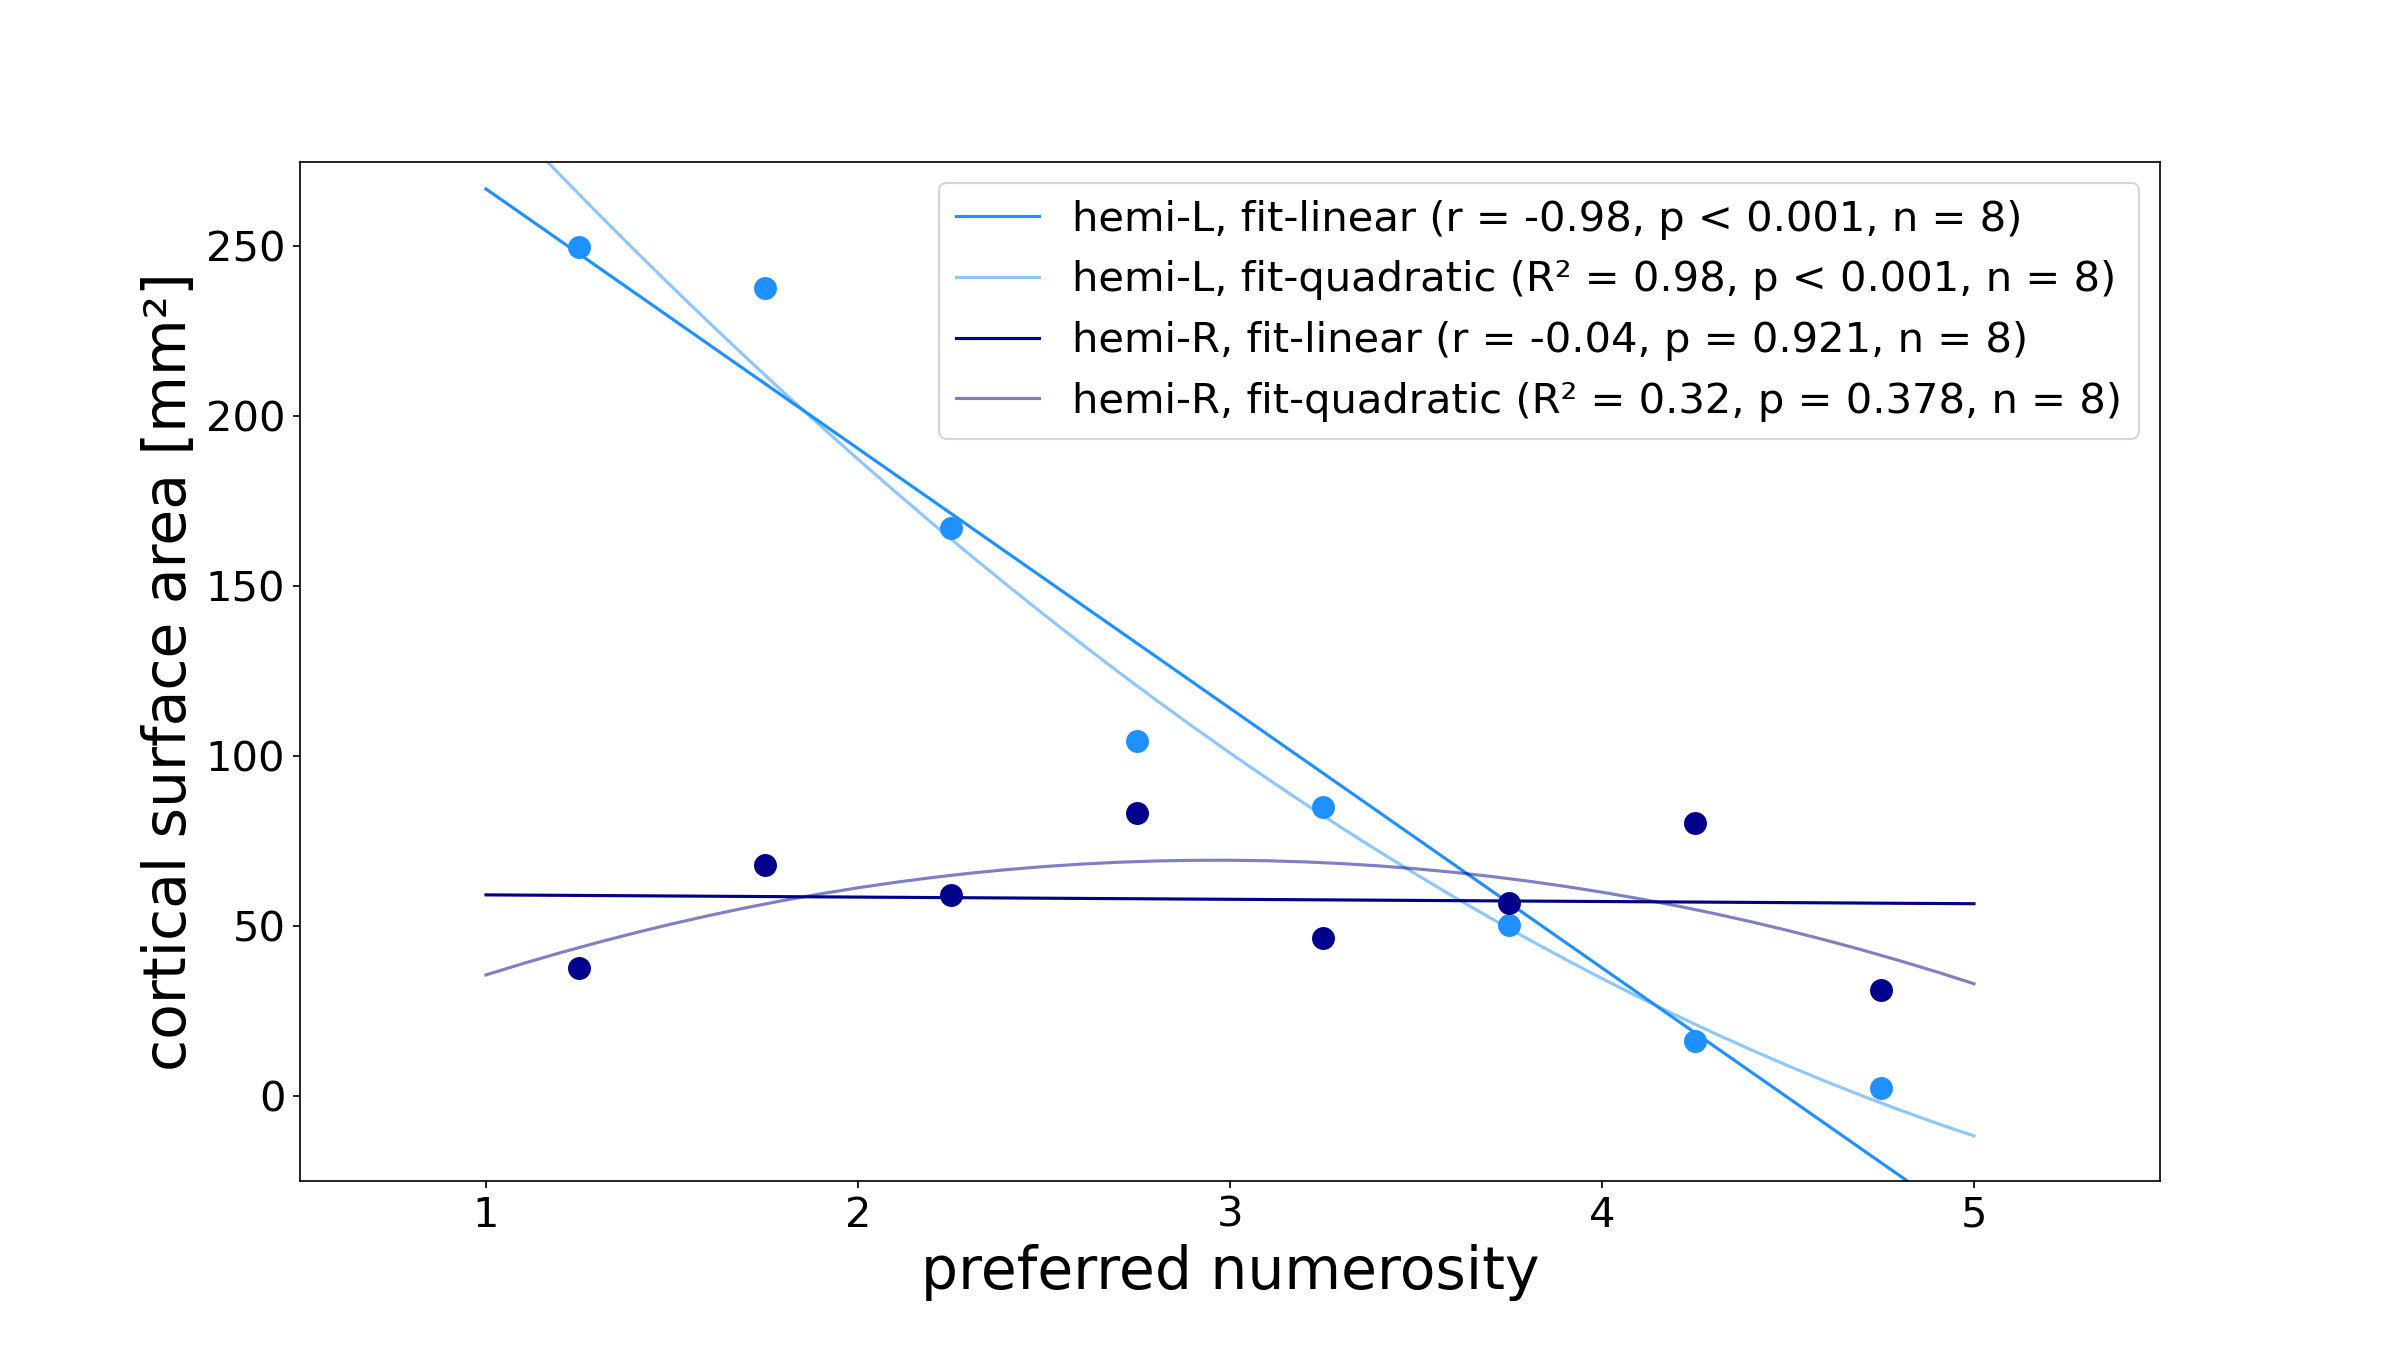 hemi-L, fit-linear (r = -0.98, p < 0.001, n = 8)
hemi-L, fit-quadratic (R² = 0.98, p < 0.001, n = 8)
hemi-R, fit-linear (r = -0.04, p = 0.921, n = 8)
hemi-R, fit-quadratic (R² = 0.32, p = 0.378, n = 8)
cortical surface area [mm²]
250
200
150
100
50
0
1 2 3 4 5
preferred numerosity